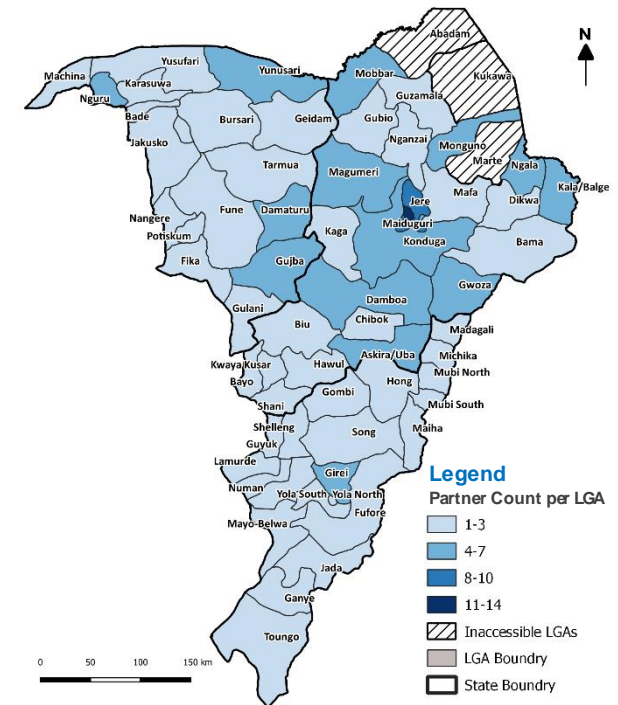 Abadam
N
Yusufari
Machina
Yunusari
Mobbar
Kukawa
Karasuwa
Nguru
Guzamala
Bade
Bursari
Geidam
Gubio
Nganzai
Monguno
Jakusko
Marte
Tarmua
Magumeri
Ngala
Kala/Balge
Jere
Mafa
Dikwa
Nangere
Fune
Damaturu
Maiduguri
Potiskum
Kaga
Konduga
Bama
Fika
Gujba
Gwoza
Damboa
Gulani
Chibok
Biu
Madagali
Askira/Uba
Michika
Kwaya Kusar
Hawul
Mubi North
Bayo
Hong
Gombi
Shani
Mubi South
Shelleng
Song
Maiha
Guyuk
Lamurde
Girei
Numan
Yola South
Yola North
Fufore
Mayo-Belwa
Jada
Ganye
Toungo
Legend
Partner Count per LGA
1-3
4-7
8-10
11-14
Inaccessible LGAs
LGA Boundry
State Boundry
0 50 100 150 km